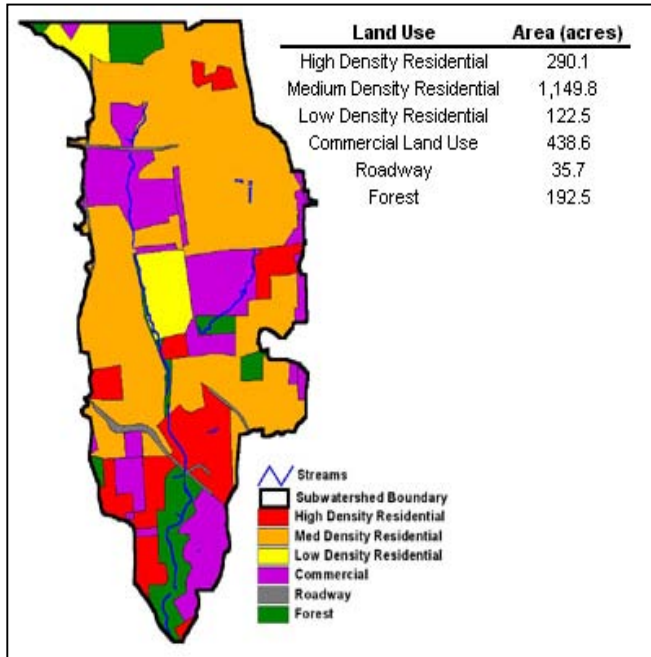 Land Use Area (acres)
High Density Residential 290.1
Medium Density Residential 1,149.8
Low Density Residential 122.5
Commercial Land Use 438.6
Roadway 35.7
Forest 192.5
Streams
Subwatershed Boundary
High Density Residential
Med Density Residential
Low Density Residential
Commercial
Roadway
Forest